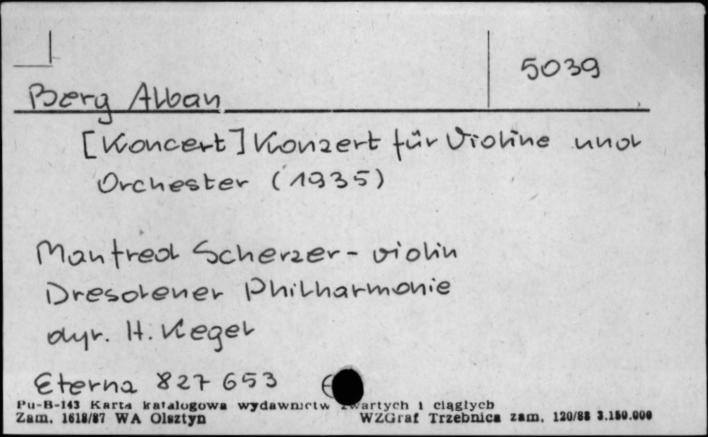 5039
Berg Alban
[Koncert] Konzert für Violine und
Orchester (1935)
Manfred Scherzer - violin
Dresdener Philharmonie
dyr. H. Kegel
Eterna 827 653
Pu-B-143 Karta katalogowa wydawnictw zwartych i ciągłych
Zam. 1618/87 WA Olsztyn WZGraf Trzebnica zam. 120/88 3.150.000